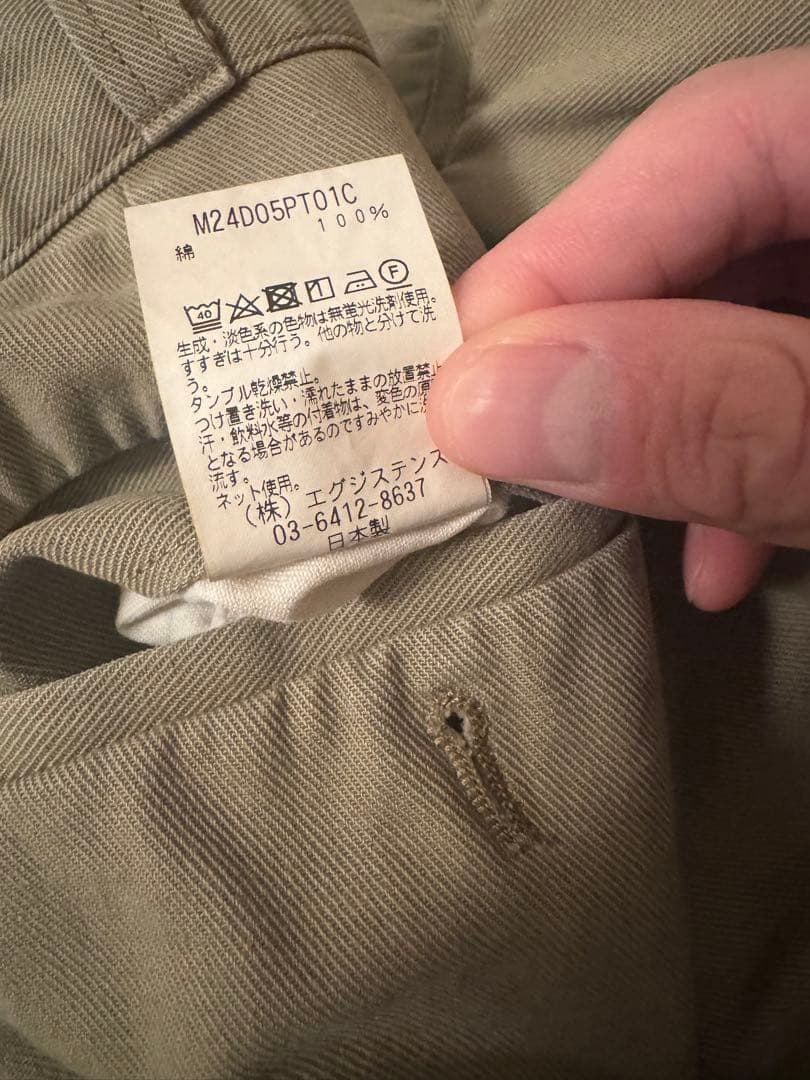 M24D05PT01C
綿 100%
40 F
生成・淡色系の色物は無蛍光洗剤使用。
すすぎは十分行う。他の物と分けて洗
う。
タンブル乾燥禁止。
つけ置き洗い・濡れたままの放置禁止
汗・飲料水等の付着物は、変色の原
となる場合があるのですみやかに洗
流す。
ネット使用。
(株) エグジステンス
03-6412-8637
日本製